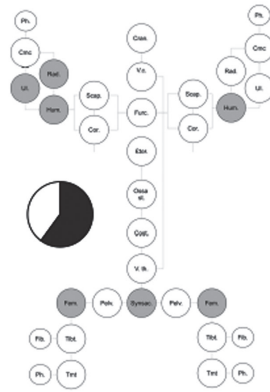 Ph.
Ph.
Cran.
Cmc
Cmc
V.c.
Rad.
Rad.
Ul.
Ul.
Scap.
Scap.
Hum.
Furc.
Hum.
Cor.
Cor.
Ster.
Ossa
st.
Cost.
V. th.
Fem.
Pelv.
Synsac.
Pelv.
Fem.
Fib.
Tibt.
Tibt.
Fib.
Ph.
Tmt
Tmt
Ph.